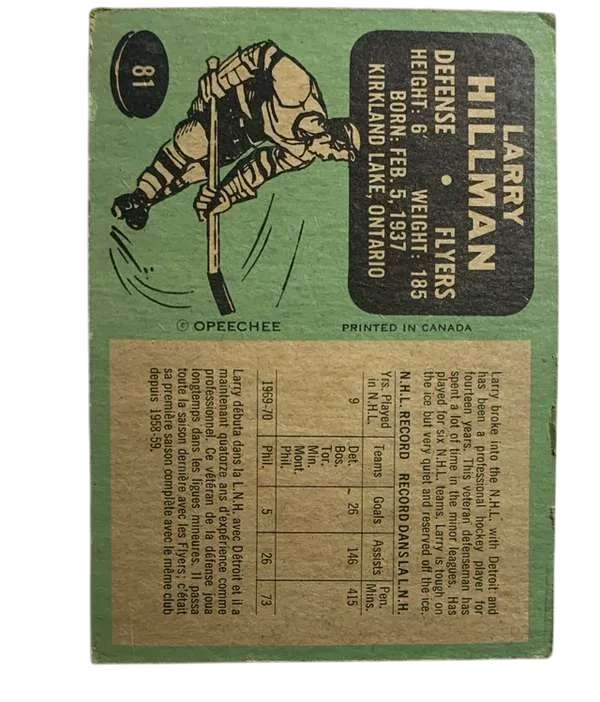 81
LARRY
HILLMAN
DEFENSE • FLYERS
HEIGHT: 6' WEIGHT: 185
BORN: FEB. 5, 1937
KIRKLAND LAKE, ONTARIO
© OPEECHEE PRINTED IN CANADA
Larry broke into the N.H.L. with Detroit and
has been a professional hockey player for
fourteen years. This veteran defenseman has
spent a lot of time in the minor leagues. Has
played for six N.H.L. teams. Larry is tough on
the ice but very quiet and reserved off the ice.
N.H.L. RECORD RECORD DANS LA L.N.H.
Yrs. Played in N.H.L. Teams Goals Assists Pen. Mins.
9 Det. 26 146 415
Bos.
Tor.
Min.
Mont.
Phil.
1969-70 Phil. 5 26 73
Larry débuta dans la L.N.H. avec Détroit et il a
maintenant quatorze ans d'expérience comme
professionnel. Ce vétéran de la défense joua
longtemps dans les ligues mineures. Il passa
toute la saison dernière avec les Flyers; c'était
sa première saison complète avec le même club
depuis 1958-59.